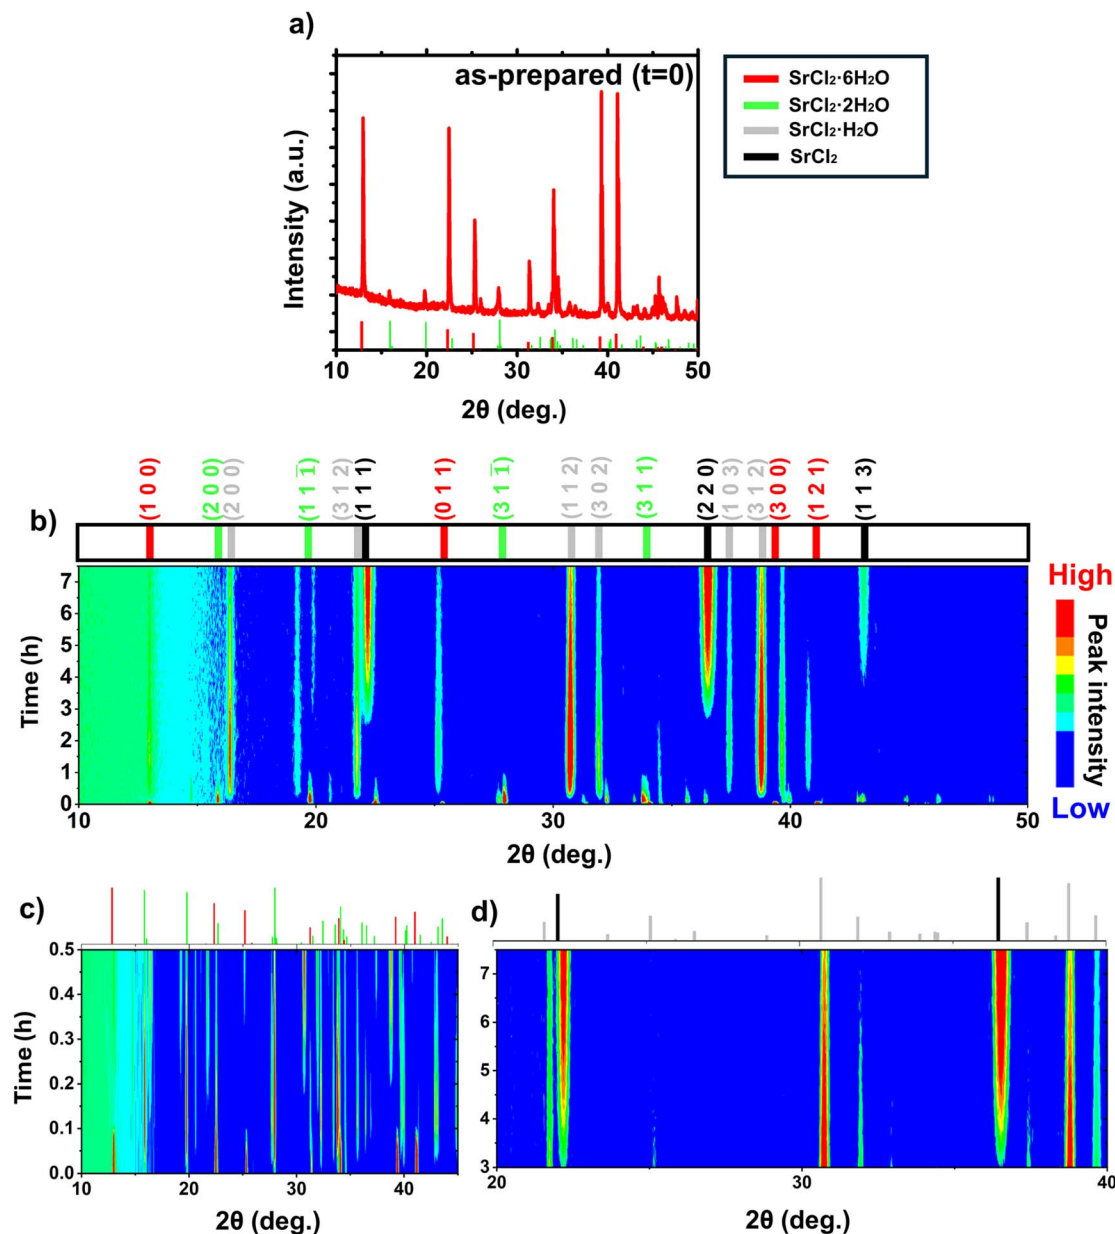 a)
as-prepared (t=0)
Intensity (a.u.)
10 20 30 40 50
2θ (deg.)
SrCl₂·6H₂O
SrCl₂·2H₂O
SrCl₂·H₂O
SrCl₂
b)
(1 0 0)
(2 0 0)
(2 0 0)
(1 1 1̅)
(3 1 2)
(1 1 1)
(0 1 1)
(3̅ 1 1̅)
(1 1 2)
(3 0 2)
(3 1 1)
(2 2 0)
(1 0 3)
(3 1 2)
(3 0 0)
(1 2 1)
(1 1 3)
Time (h)
7
6
5
4
3
2
1
0
10 20 30 40 50
2θ (deg.)
High
Peak intensity
Low
c)
Time (h)
0.5
0.4
0.3
0.2
0.1
0.0
10 20 30 40
2θ (deg.)
d)
Time (h)
7
6
5
4
3
20 30 40
2θ (deg.)